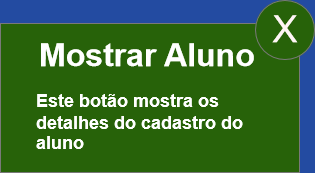 X
Mostrar Aluno
Este botão mostra os
detalhes do cadastro do
aluno